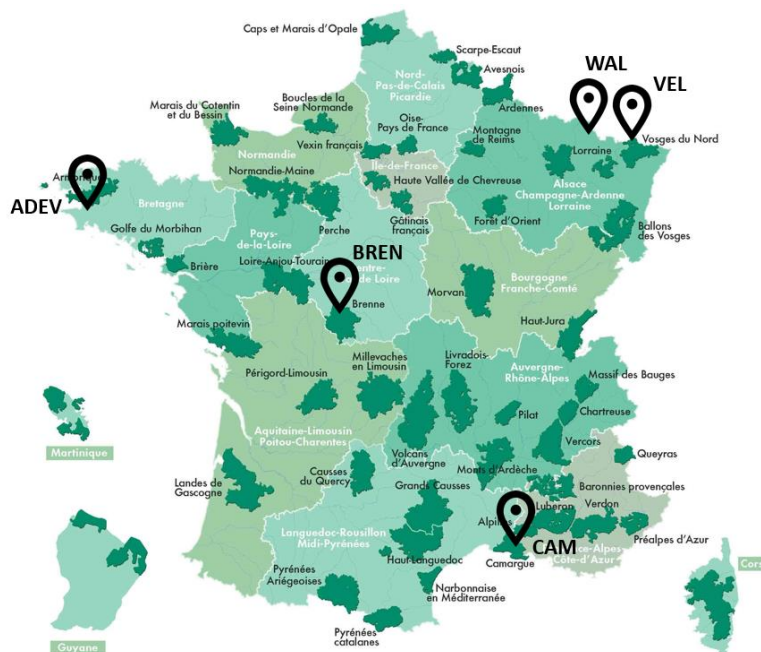 Caps et Marais d'Opale
Scarpe-Escaut
WAL
Avesnois
VEL
Nord-
Pas-de-Calais
Picardie
Marais du Cotentin
et du Bessin
Boucles de la
Seine Normande
Oise-
Pays de France
Ardennes
Montagne
de Reims
Vosges du Nord
Vexin français
Lorraine
Normandie
Ile-de-France
Normandie-Maine
Haute Vallée de Chevreuse
Alsace
Champagne-Ardenne
Lorraine
ADEV
Bretagne
Perche
Gâtinais
français
Forêt d'Orient
Ballons
des Vosges
Golfe du Morbihan
Pays-
de-la-Loire
BREN
Brière
Loire-Anjou-Touraine
Bourgogne
Franche-Comté
Morvan
Brenne
Marais poitevin
Haut-Jura
Millevaches
en Limousin
Livradois-
Forez
Auvergne-
Rhône-Alpes
Massif des Bauges
Périgord-Limousin
Pilat
Chartreuse
Aquitaine-Limousin
Poitou-Charentes
Vercors
Martinique
Volcans
d'Auvergne
Monts d'Ardèche
Queyras
Landes de
Gascogne
Causses
du Quercy
Grands Causses
Baronnies provençales
Luberon
Verdon
Languedoc-Rousillon
Midi-Pyrénées
Préalpes d'Azur
CAM
Haut-Languedoc
Camargue
Côte-d'Azur
Pyrénées
Ariégeoises
Narbonnaise
en Méditerranée
Pyrénées
catalanes
Guyane